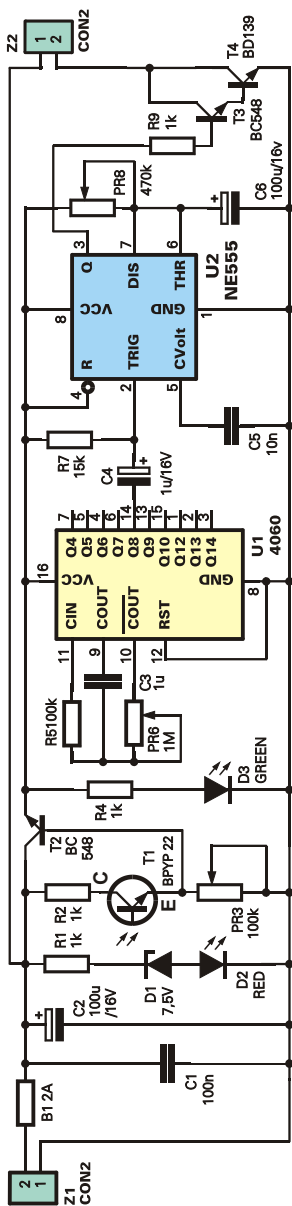 Z1
CON2
2
1
B1 2A
C1
100n
C2
100u
/16V
R1
1k
D1
7,5V
D2
RED
R2
1k
T2
BC
548
C
E
T1
BPYP 22
PR3
100k
R4
1k
D3
GREEN
R5100k
C3
1u
PR6
1M
11
9
10
12
16
8
CIN
COUT
COUT
RST
VCC
GND
Q4
Q5
Q6
Q7
Q8
Q9
Q10
Q12
Q13
Q14
7
5
4
6
14
13
15
1
2
3
U1
4060
C4
+
1u/16V
R7
15k
C5
10n
4
2
5
8
1
3
7
6
R
TRIG
CVolt
VCC
GND
Q
DIS
THR
U2
NE555
PR8
470k
R9
1k
C6
100u/16v
T3
BC548
T4
BD139
Z2
CON2
1
2
+
+